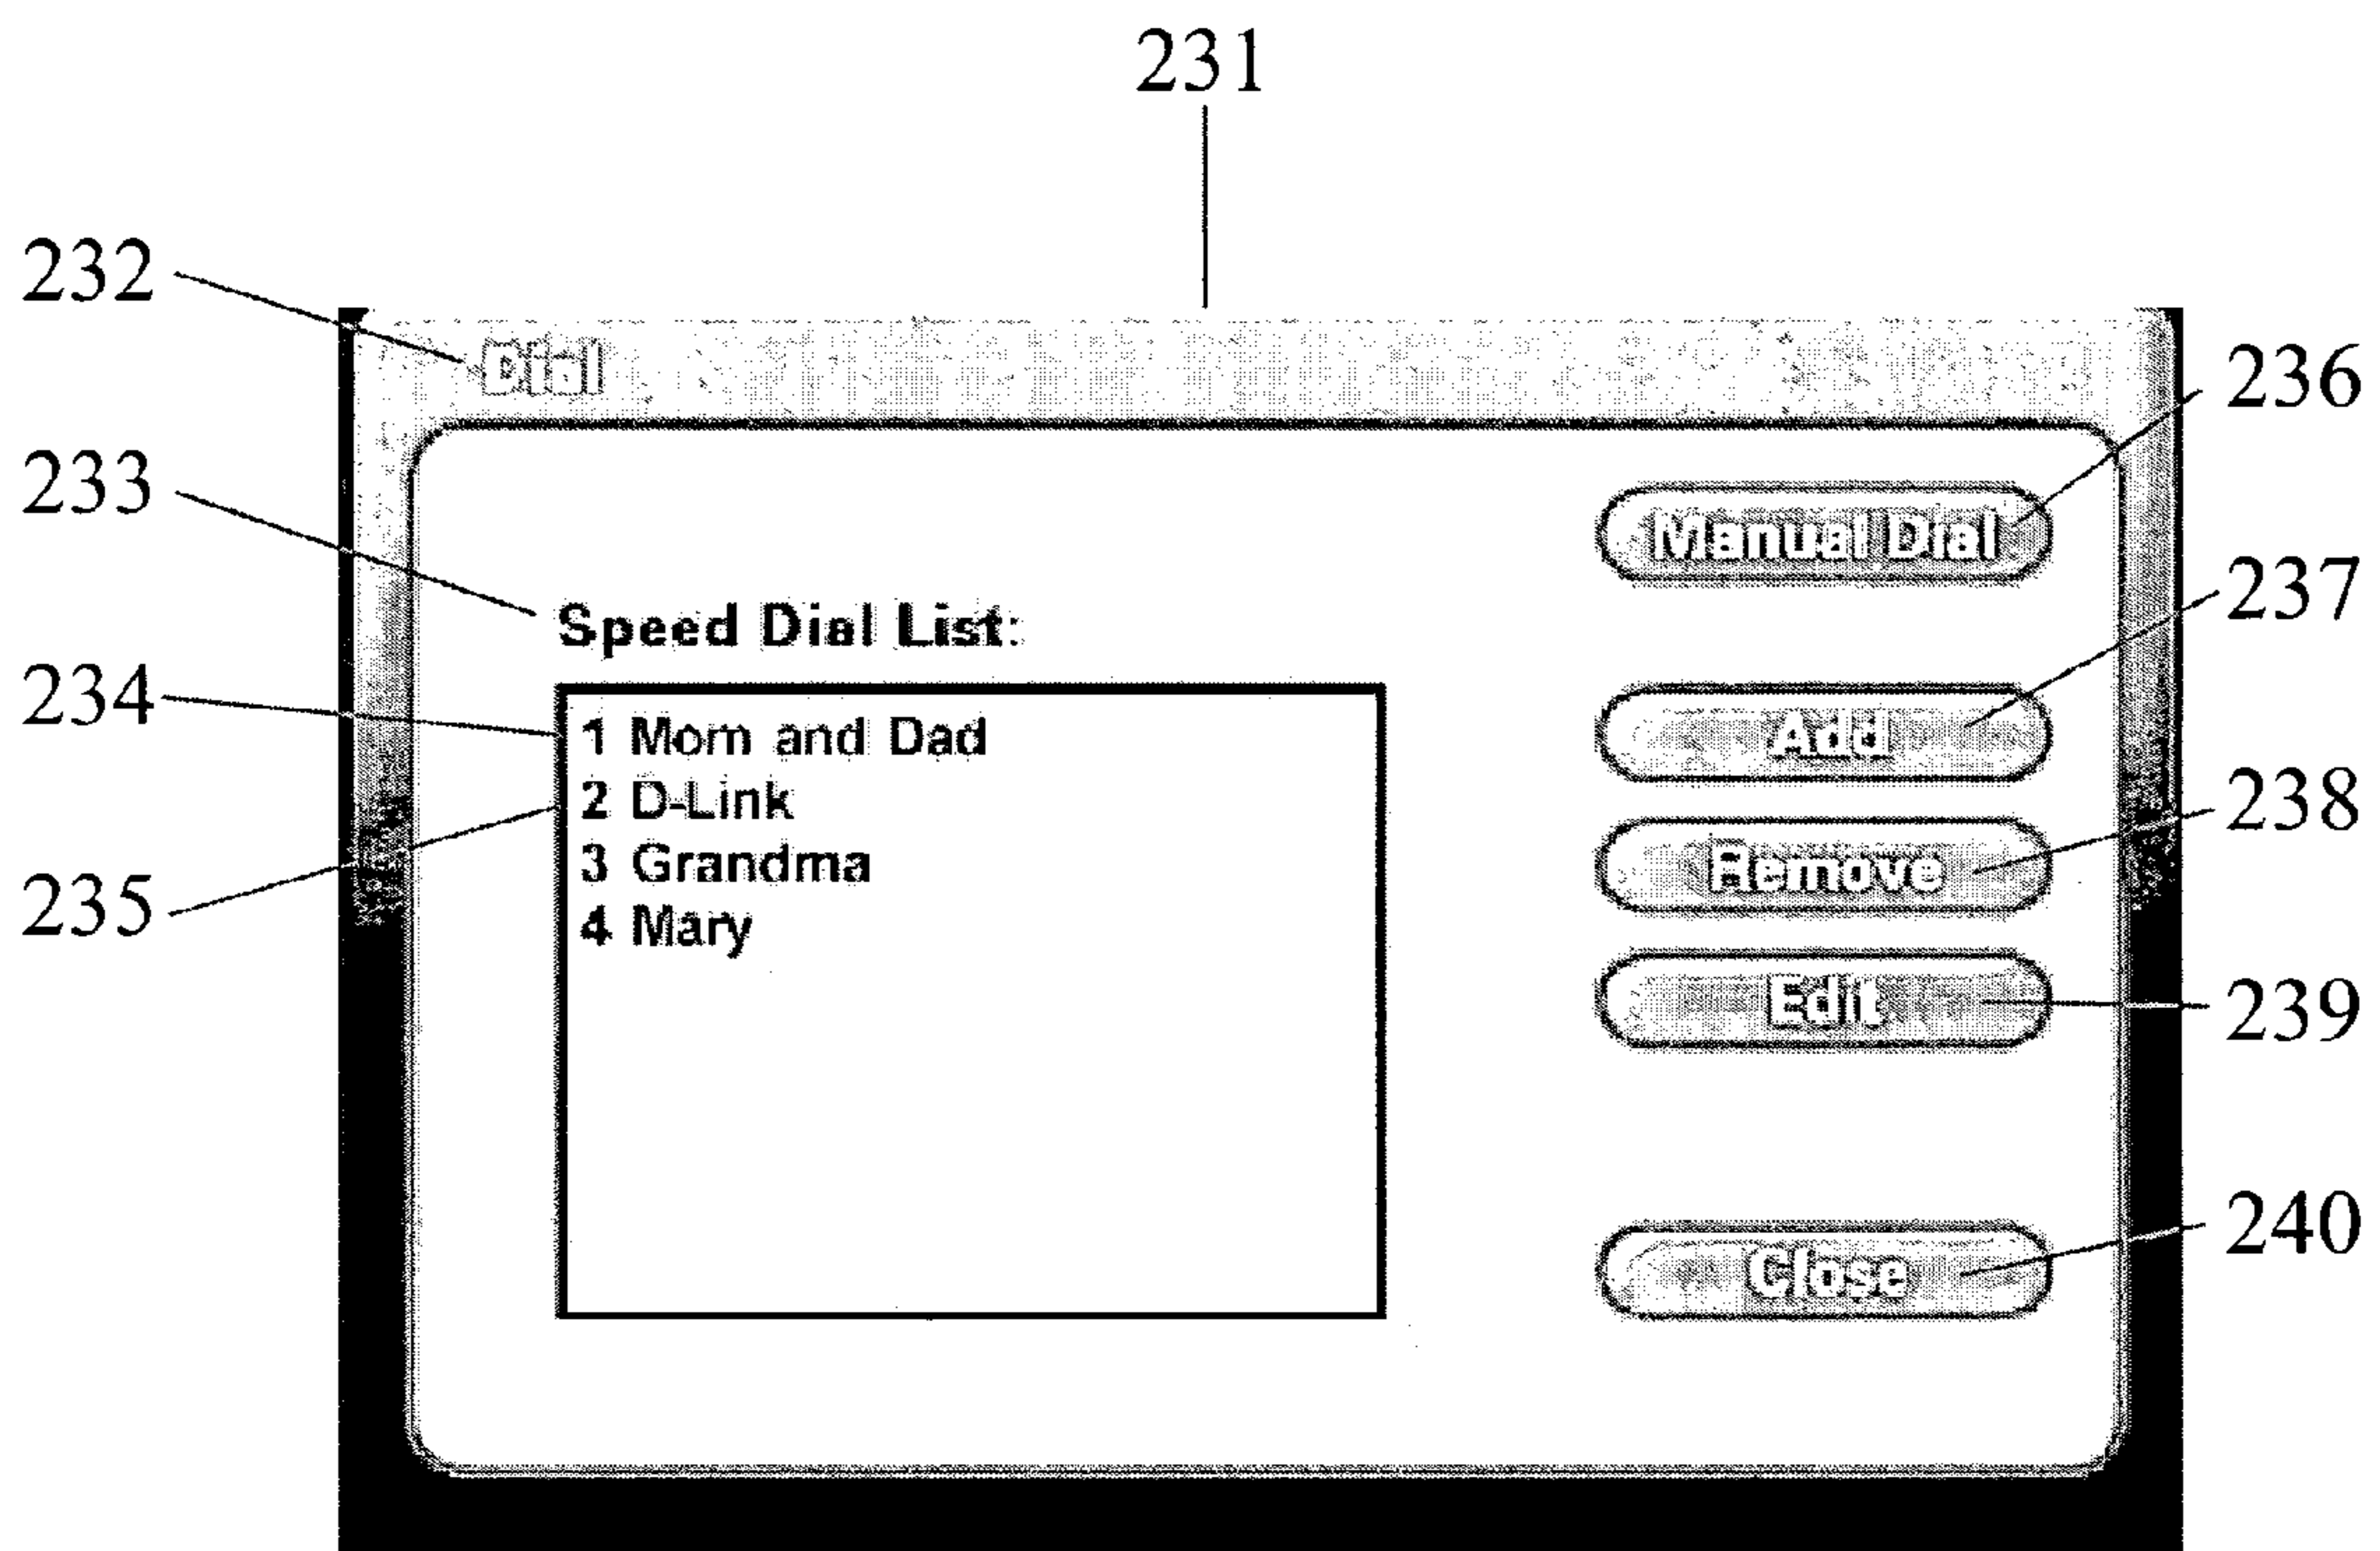 231
232
Dial
236
233
Manual Dial
237
Speed Dial List:
234
1 Mom and Dad
Add
2 D-Link
238
235
3 Grandma
Remove
4 Mary
239
Edit
240
Close